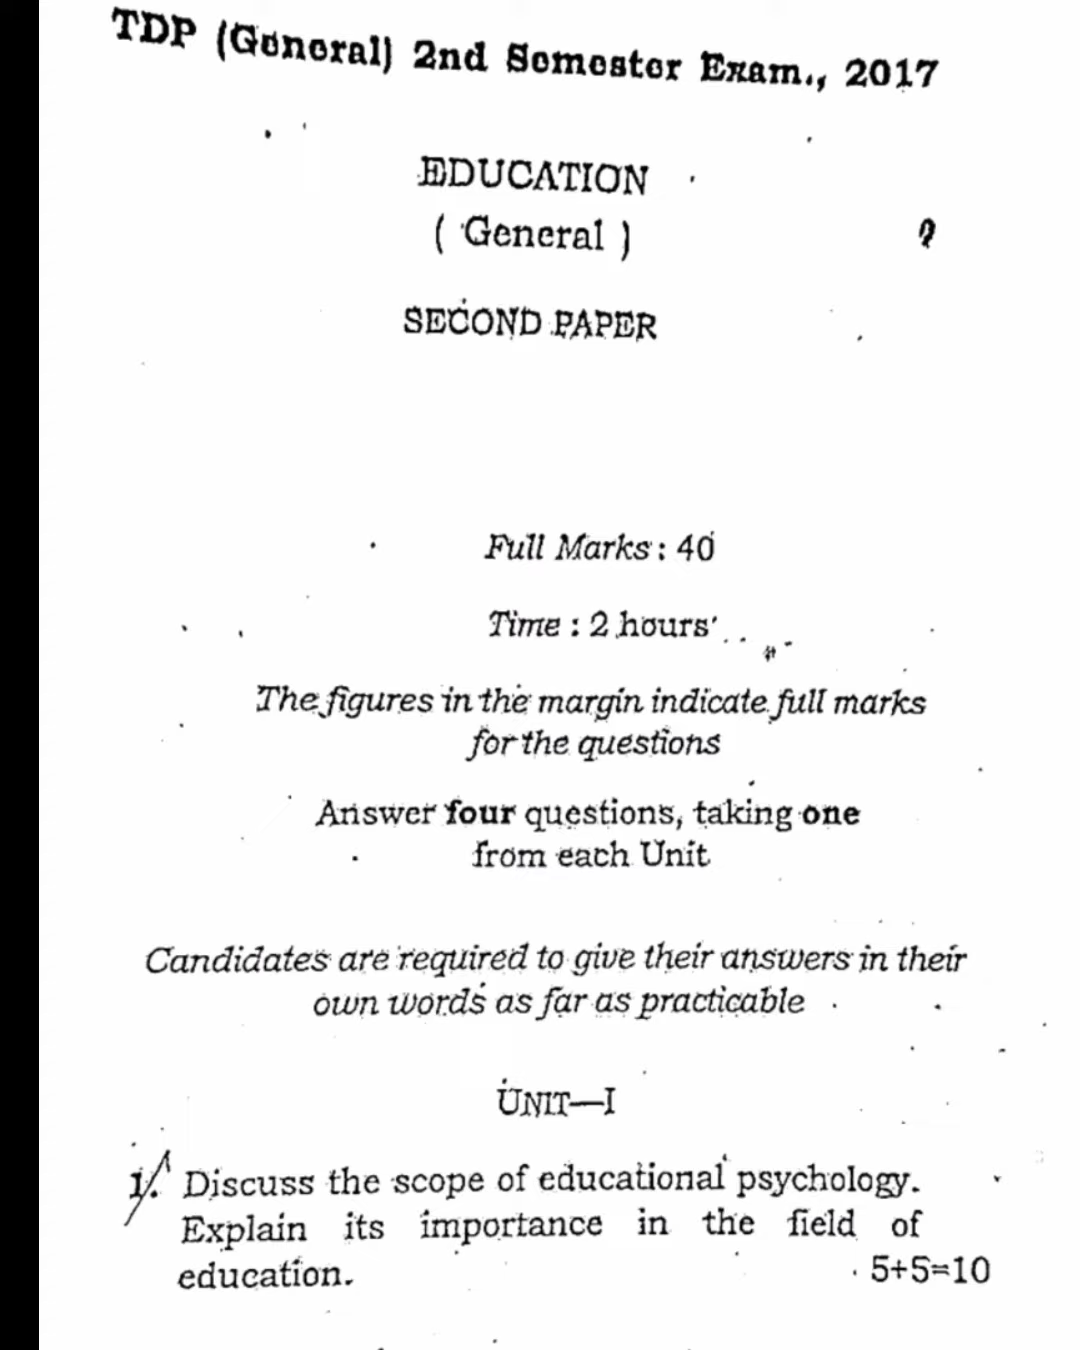 TDP (General) 2nd Semester Exam., 2017
EDUCATION
( General )
SECOND PAPER
Full Marks : 40
Time : 2 hours
The figures in the margin indicate full marks
for the questions
Answer four questions, taking one
from each Unit
Candidates are required to give their answers in their
own words as far as practicable
UNIT—I
1. Discuss the scope of educational psychology.
Explain its importance in the field of
education. 5+5=10